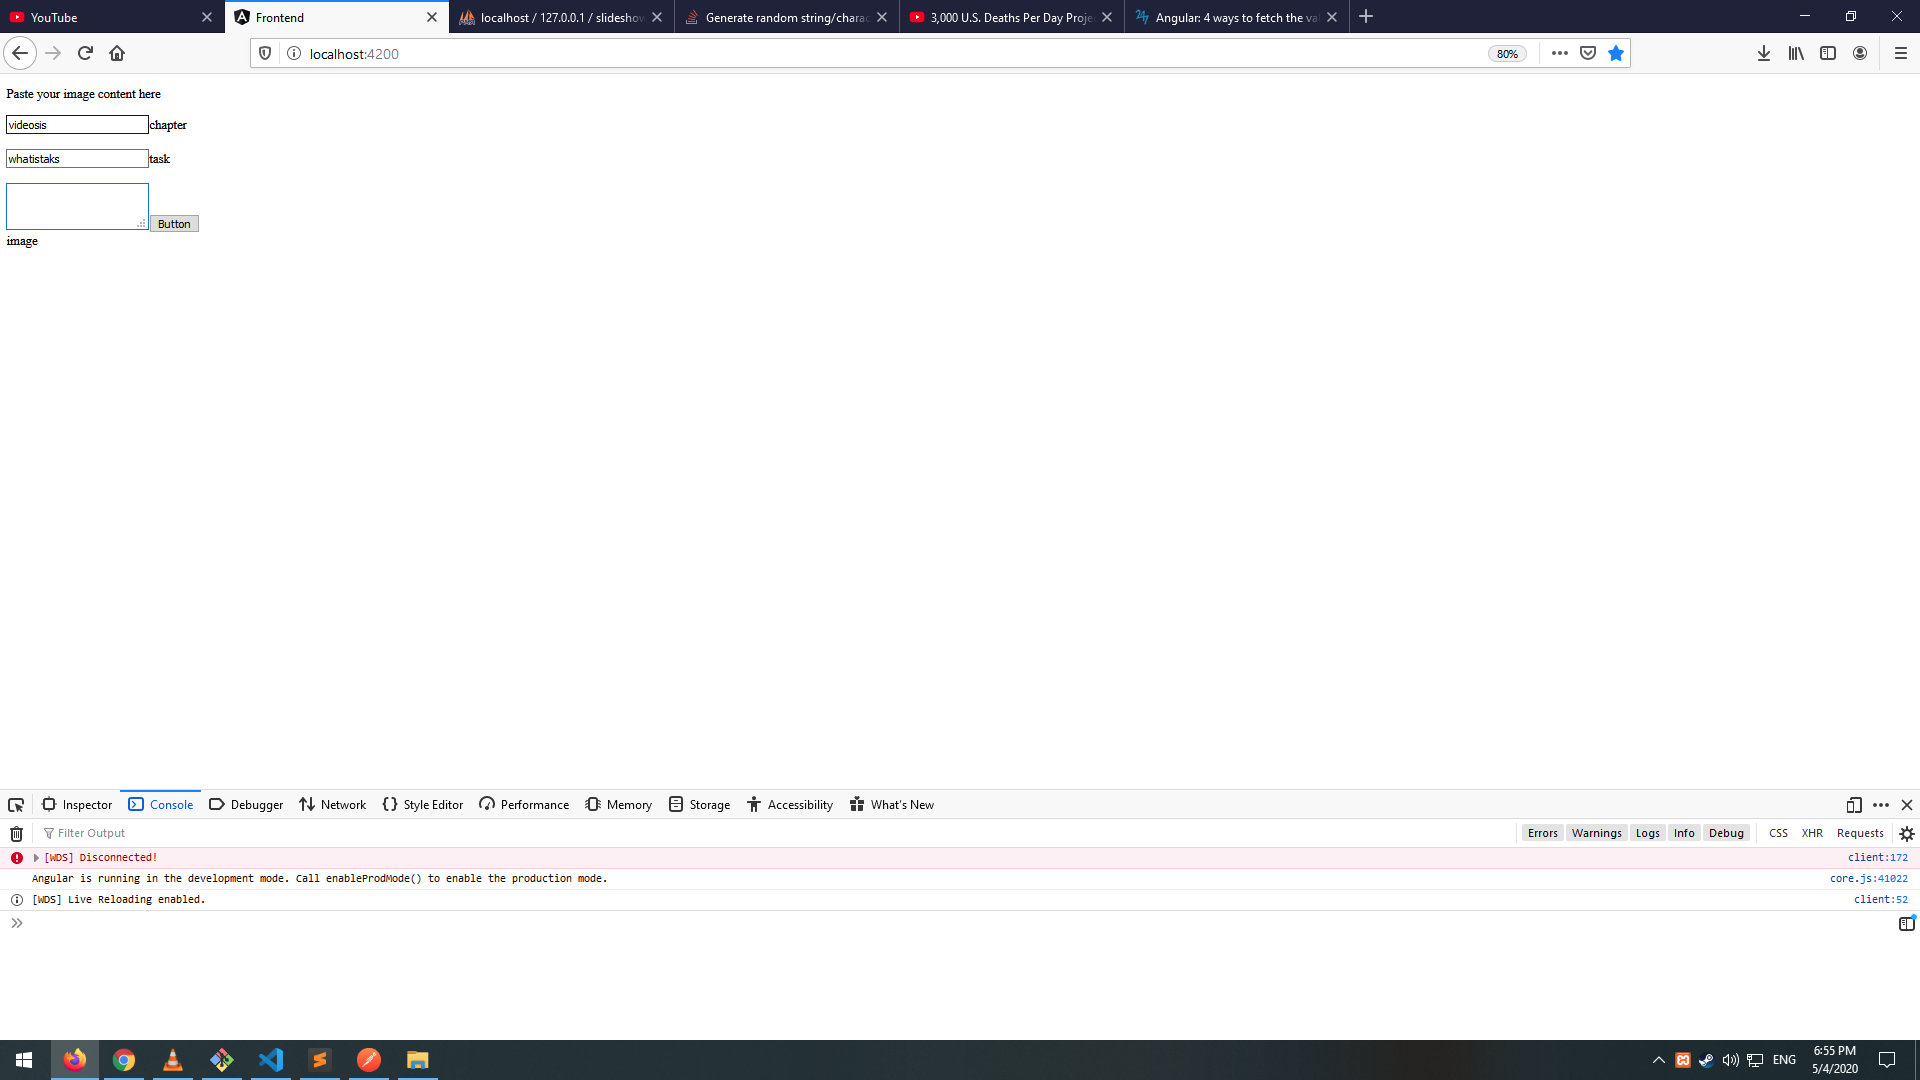 YouTube
Frontend
localhost / 127.0.0.1 / slideshow
Generate random string/charac
3,000 U.S. Deaths Per Day Proje
Angular: 4 ways to fetch the val
localhost:4200
80%
Paste your image content here
videosis chapter
whatistaks task
Button
image
Inspector Console Debugger Network Style Editor Performance Memory Storage Accessibility What's New
Filter Output Errors Warnings Logs Info Debug CSS XHR Requests
[WDS] Disconnected! client:172
Angular is running in the development mode. Call enableProdMode() to enable the production mode. core.js:41022
[WDS] Live Reloading enabled. client:52
ENG
6:55 PM
5/4/2020